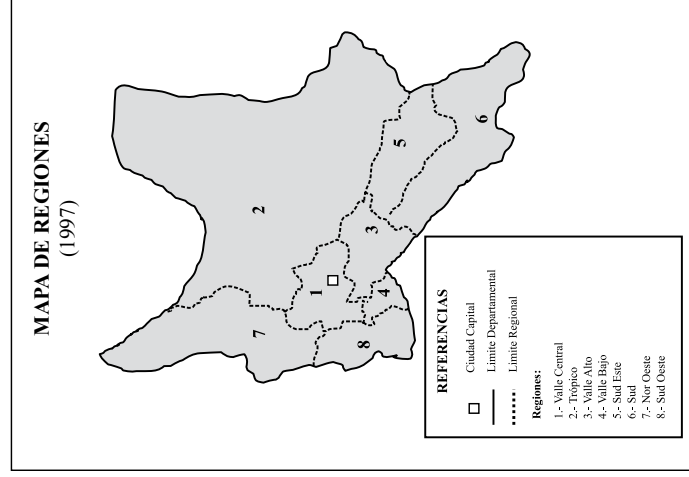 MAPA DE REGIONES
(1997)
7
2
1
8
4
3
5
6
REFERENCIAS
Ciudad Capital
Limite Departamental
Limite Regional
Regiones:
1.- Valle Central
2.- Trópico
3.- Valle Alto
4.- Valle Bajo
5.- Sud Este
6.- Sud
7.- Nor Oeste
8.- Sud Oeste